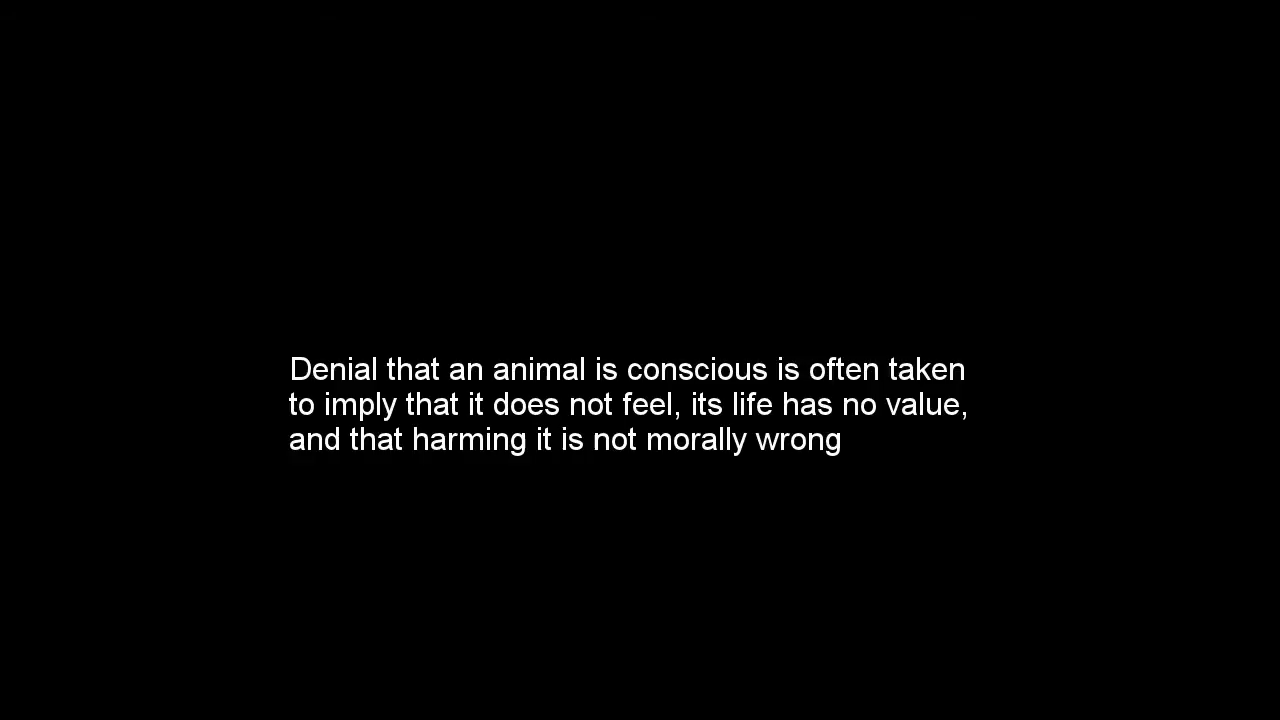 Denial that an animal is conscious is often taken
to imply that it does not feel, its life has no value,
and that harming it is not morally wrong